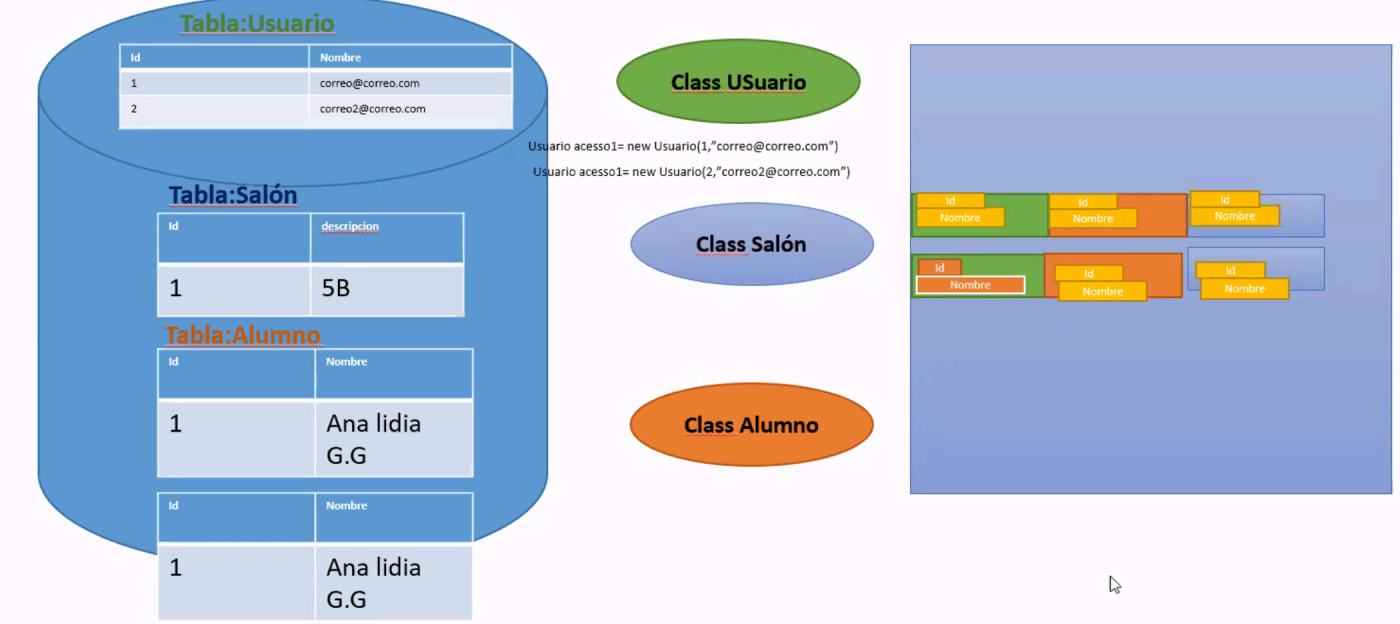 Tabla:Usuario
Id Nombre
1 correo@correo.com
2 correo2@correo.com
Tabla:Salón
Id descripcion
1 5B
Tabla:Alumno
Id Nombre
1 Ana lidia
G.G
Id Nombre
1 Ana lidia
G.G
Class USuario
Usuario acesso1= new Usuario(1,”correo@correo.com”)
Usuario acesso1= new Usuario(2,”correo2@correo.com”)
Class Salón
Class Alumno
Id Id Id
Nombre Nombre Nombre
Id Id Id
Nombre Nombre Nombre